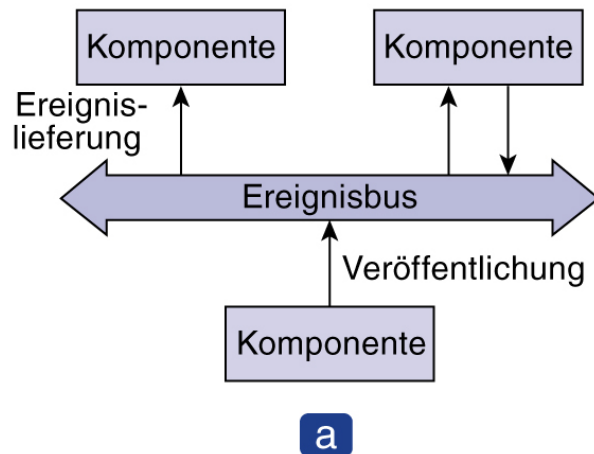 Komponente
Komponente
Ereignis-
lieferung
Ereignisbus
Veröffentlichung
Komponente
a